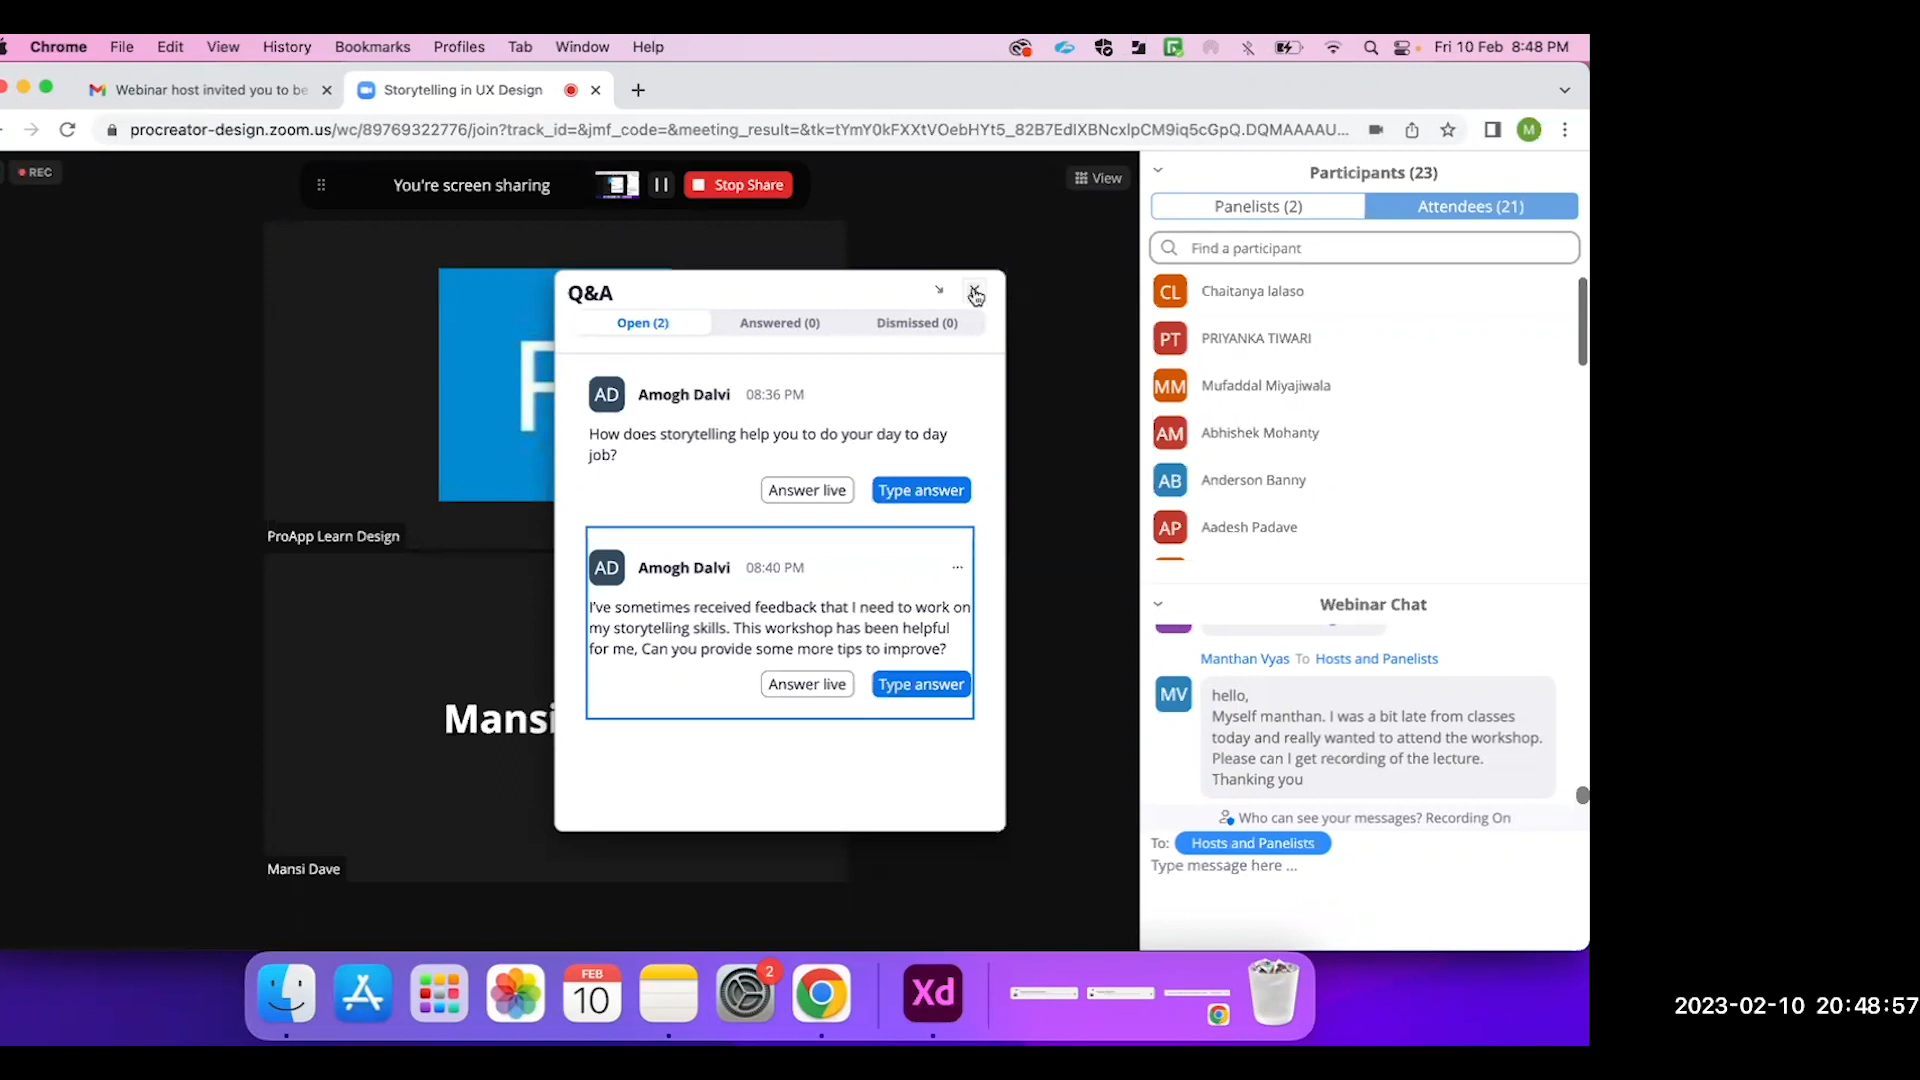 Chrome File Edit View History Bookmarks Profiles Tab Window Help Fri 10 Feb 8:48 PM
Webinar host invited you to be
Storytelling in UX Design
procreator-design.zoom.us/wc/89769322776/join?track_id=&jmf_code=&meeting_result=&tk=tYmY0kFXXtVOebHYt5_82B7EdIXBNcxlpCM9iq5cGpQ.DQMAAAAU...
M
REC
You're screen sharing
Stop Share
View
ProApp Learn Design
Mansi
Mansi Dave
Q&A
Open (2) Answered (0) Dismissed (0)
AD Amogh Dalvi 08:36 PM
How does storytelling help you to do your day to day
job?
Answer live Type answer
AD Amogh Dalvi 08:40 PM ...
I've sometimes received feedback that I need to work on
my storytelling skills. This workshop has been helpful
for me, Can you provide some more tips to improve?
Answer live Type answer
Participants (23)
Panelists (2) Attendees (21)
Find a participant
CL Chaitanya lalaso
PT PRIYANKA TIWARI
MM Mufaddal Miyajiwala
AM Abhishek Mohanty
AB Anderson Banny
AP Aadesh Padave
Webinar Chat
Manthan Vyas To Hosts and Panelists
MV
hello,
Myself manthan. I was a bit late from classes
today and really wanted to attend the workshop.
Please can I get recording of the lecture.
Thanking you
Who can see your messages? Recording On
To: Hosts and Panelists
Type message here ...
FEB
10
2
Xd
2023-02-10 20:48:57